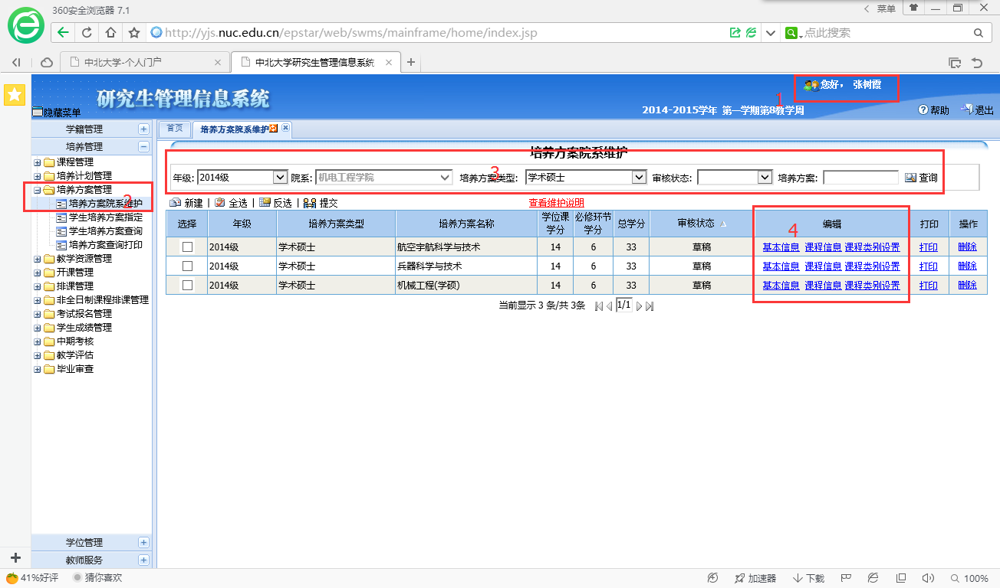 360安全浏览器 7.1
菜单
http://yjs.nuc.edu.cn/epstar/web/swms/mainframe/home/index.jsp
点此搜索
中北大学-个人门户
中北大学研究生管理信息系统
研究生管理信息系统
您好， 张树霞
1
2014-2015学年 第一学期第8教学周
帮助
退出
隐藏菜单
学籍管理
培养管理
课程管理
培养计划管理
培养方案管理
培养方案院系维护
2
学生培养方案指定
学生培养方案查询
培养方案查询打印
教学资源管理
开课管理
排课管理
非全日制课程排课管理
考试报名管理
学生成绩管理
中期考核
教学评估
毕业审查
学位管理
教师服务
首页
培养方案院系维护
培养方案院系维护
年级: 2014级 院系: 机电工程学院 培养方案类型: 学术硕士 审核状态: 培养方案: 查询
3
新建 | 全选 | 反选 | 提交
查看维护说明
选择 年级 培养方案类型 培养方案名称 学位课学分 必修环节学分 总学分 审核状态 编辑 打印 操作
4
2014级 学术硕士 航空宇航科学与技术 14 6 33 草稿 基本信息 课程信息 课程类别设置 打印 删除
2014级 学术硕士 兵器科学与技术 14 6 33 草稿 基本信息 课程信息 课程类别设置 打印 删除
2014级 学术硕士 机械工程(学硕) 14 6 33 草稿 基本信息 课程信息 课程类别设置 打印 删除
当前显示 3 条/共 3条 1/1
41%好评
猜你喜欢
加速器
下载
100%